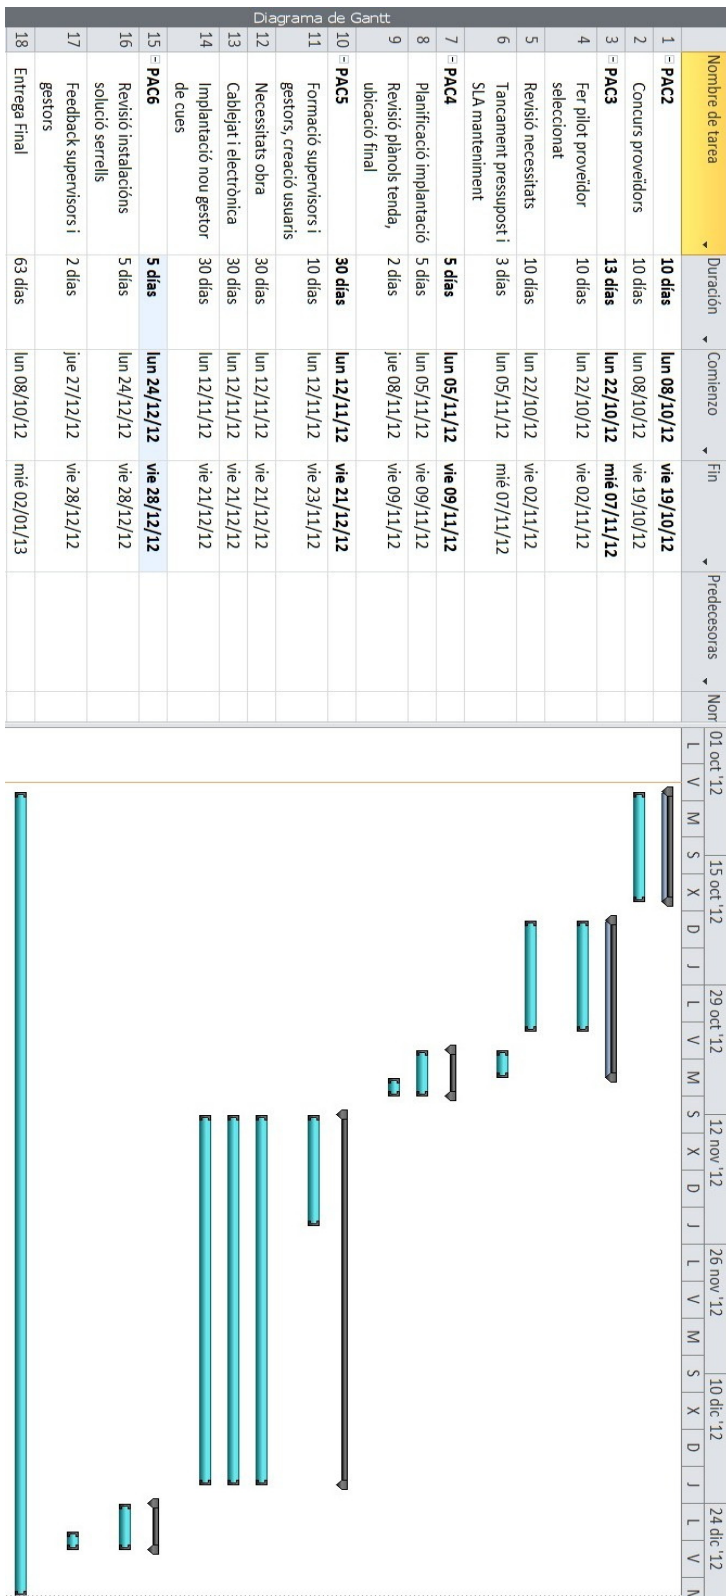 Diagrama de Gantt
Nombre de tarea Duración Comienzo Fin Predecesoras Nom
01 oct '12 15 oct '12 29 oct '12 12 nov '12 26 nov '12 10 dic '12 24 dic '12
L V M S X D J L V M S X D J L V M S X D J L V M
1 PAC2 10 días lun 08/10/12 vie 19/10/12
2 Concurs proveïdors 10 días lun 08/10/12 vie 19/10/12
3 PAC3 13 días lun 22/10/12 mié 07/11/12
4 Fer pilot proveïdor 10 días lun 22/10/12 vie 02/11/12
seleccionat
5 Revisió necessitats 10 días lun 22/10/12 vie 02/11/12
6 Tancament pressupost i 3 días lun 05/11/12 mié 07/11/12
SLA manteniment
7 PAC4 5 días lun 05/11/12 vie 09/11/12
8 Planificació implantació 5 días lun 05/11/12 vie 09/11/12
9 Revisió plànols tenda, 2 días jue 08/11/12 vie 09/11/12
ubicació final
10 PAC5 30 días lun 12/11/12 vie 21/12/12
11 Formació supervisors i 10 días lun 12/11/12 vie 23/11/12
gestors, creació usuaris
12 Necessitats obra 30 días lun 12/11/12 vie 21/12/12
13 Cablejat i electrònica 30 días lun 12/11/12 vie 21/12/12
14 Implantació nou gestor 30 días lun 12/11/12 vie 21/12/12
de cues
15 PAC6 5 días lun 24/12/12 vie 28/12/12
16 Revisió instalacións 5 días lun 24/12/12 vie 28/12/12
solució serrells
17 Feedback supervisors i 2 días jue 27/12/12 vie 28/12/12
gestors
18 Entrega Final 63 días lun 08/10/12 mié 02/01/13